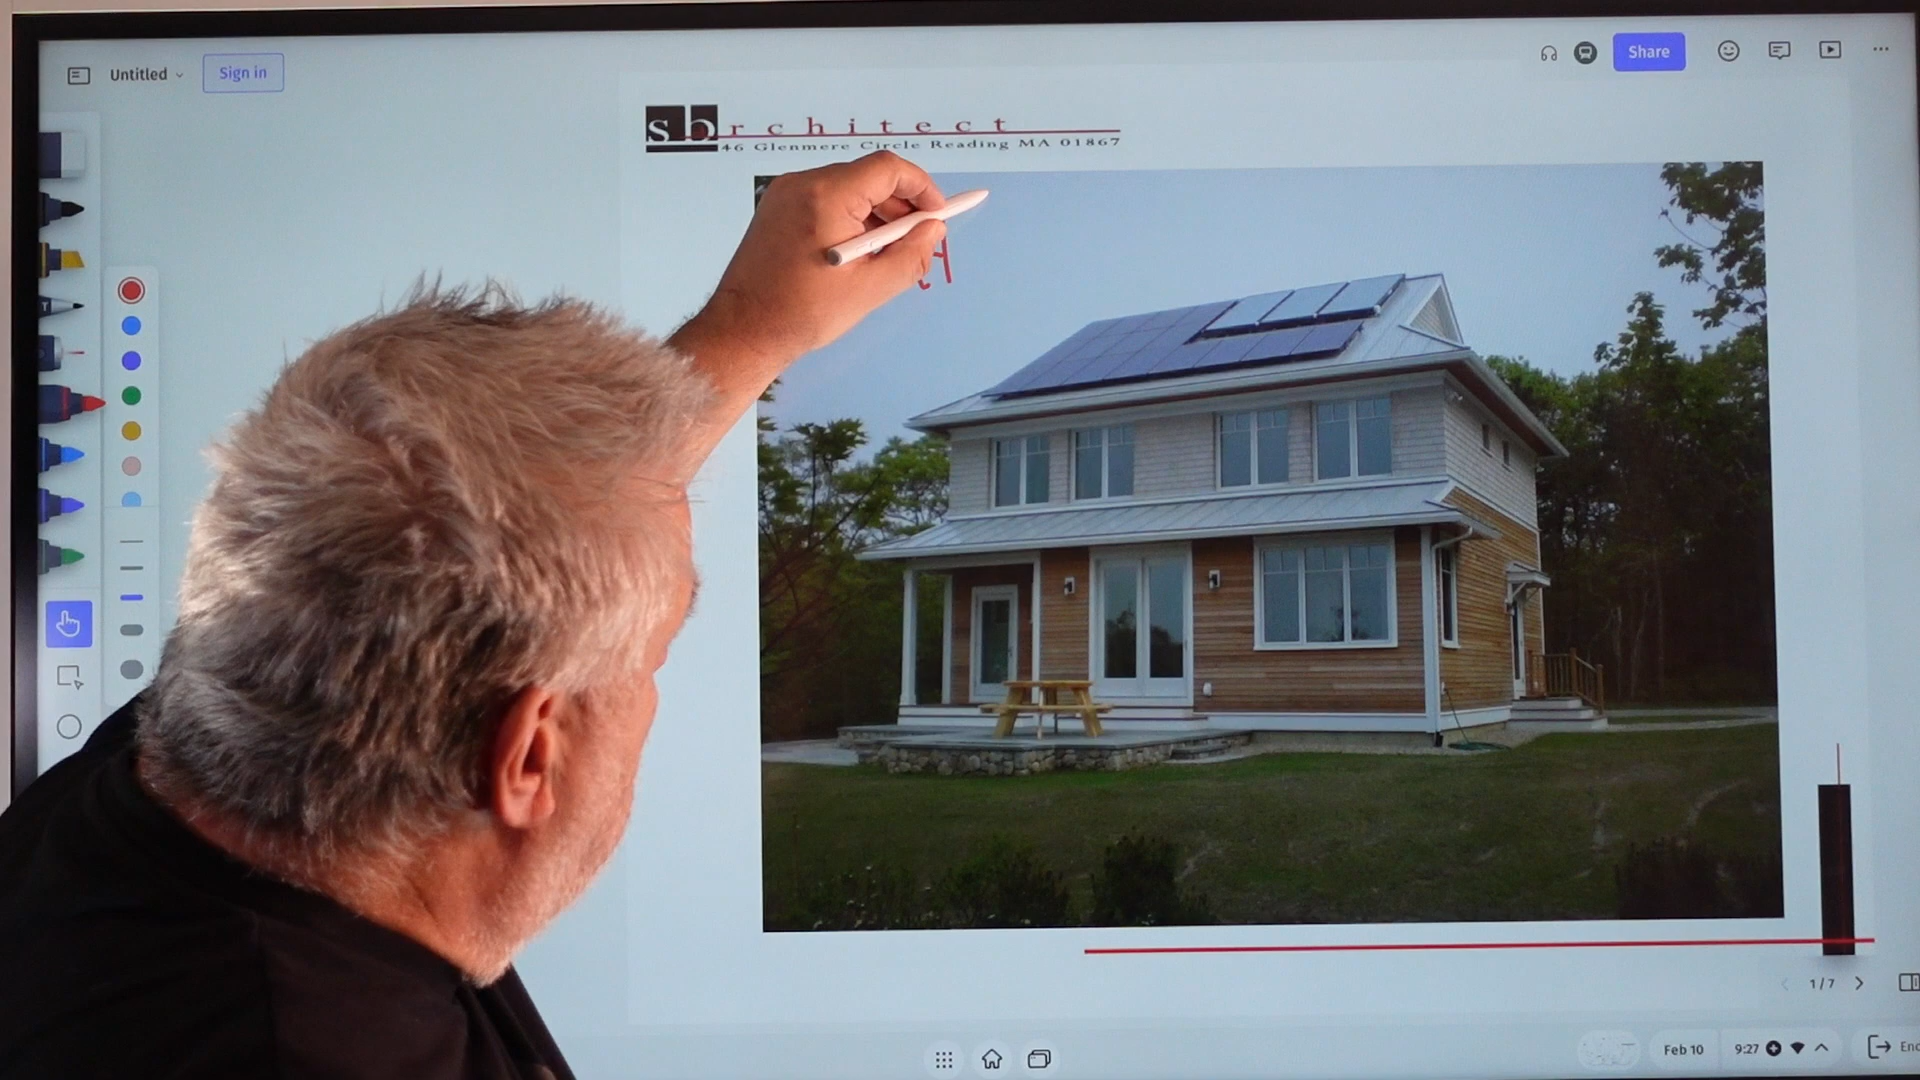 Untitled
Sign in
Share
sb rchitect
46 Glenmere Circle Reading MA 01867
1/7
Feb 10
9:27